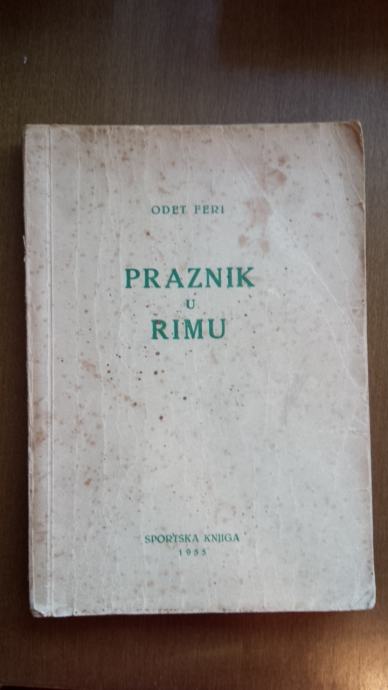 ODET FERI
PRAZNIK
U
RIMU
SPORTSKA KNJIGA
1955